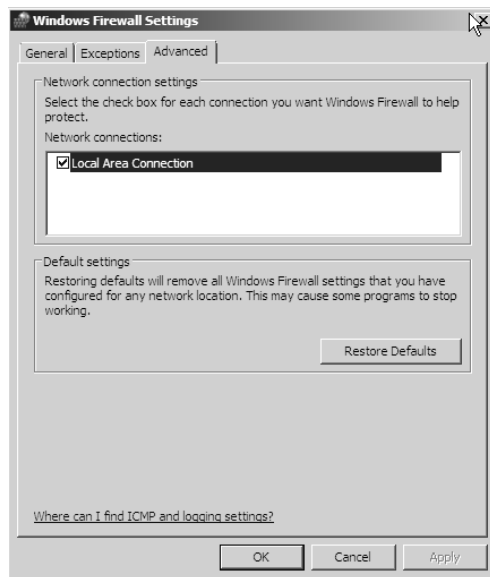 Windows Firewall Settings
General
Exceptions
Advanced
Network connection settings
Select the check box for each connection you want Windows Firewall to help
protect.
Network connections:
Local Area Connection
Default settings
Restoring defaults will remove all Windows Firewall settings that you have
configured for any network location. This may cause some programs to stop
working.
Restore Defaults
Where can I find ICMP and logging settings?
OK
Cancel
Apply